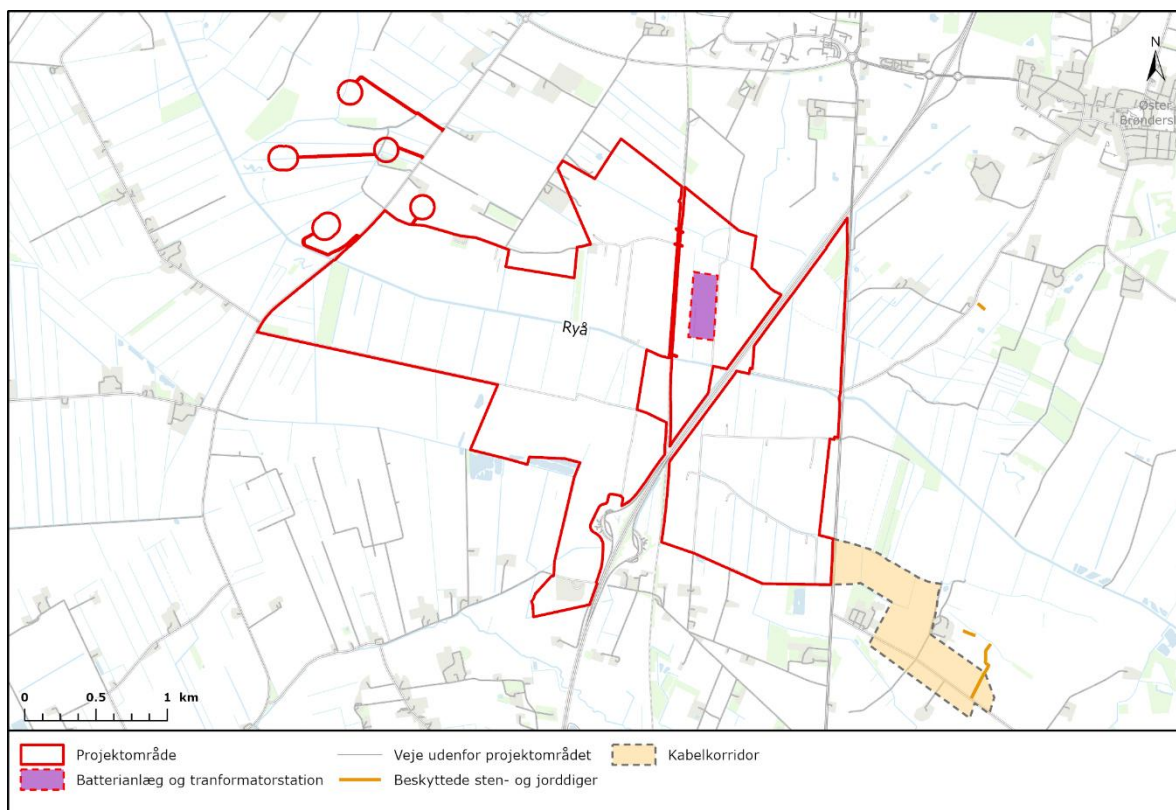 N
Øster
Brønders
Ryå
0 0.5 1 km
Projektområde
Veje udenfor projektområdet
Kabelkorridor
Batterianlæg og tranformatorstation
Beskyttede sten- og jorddiger